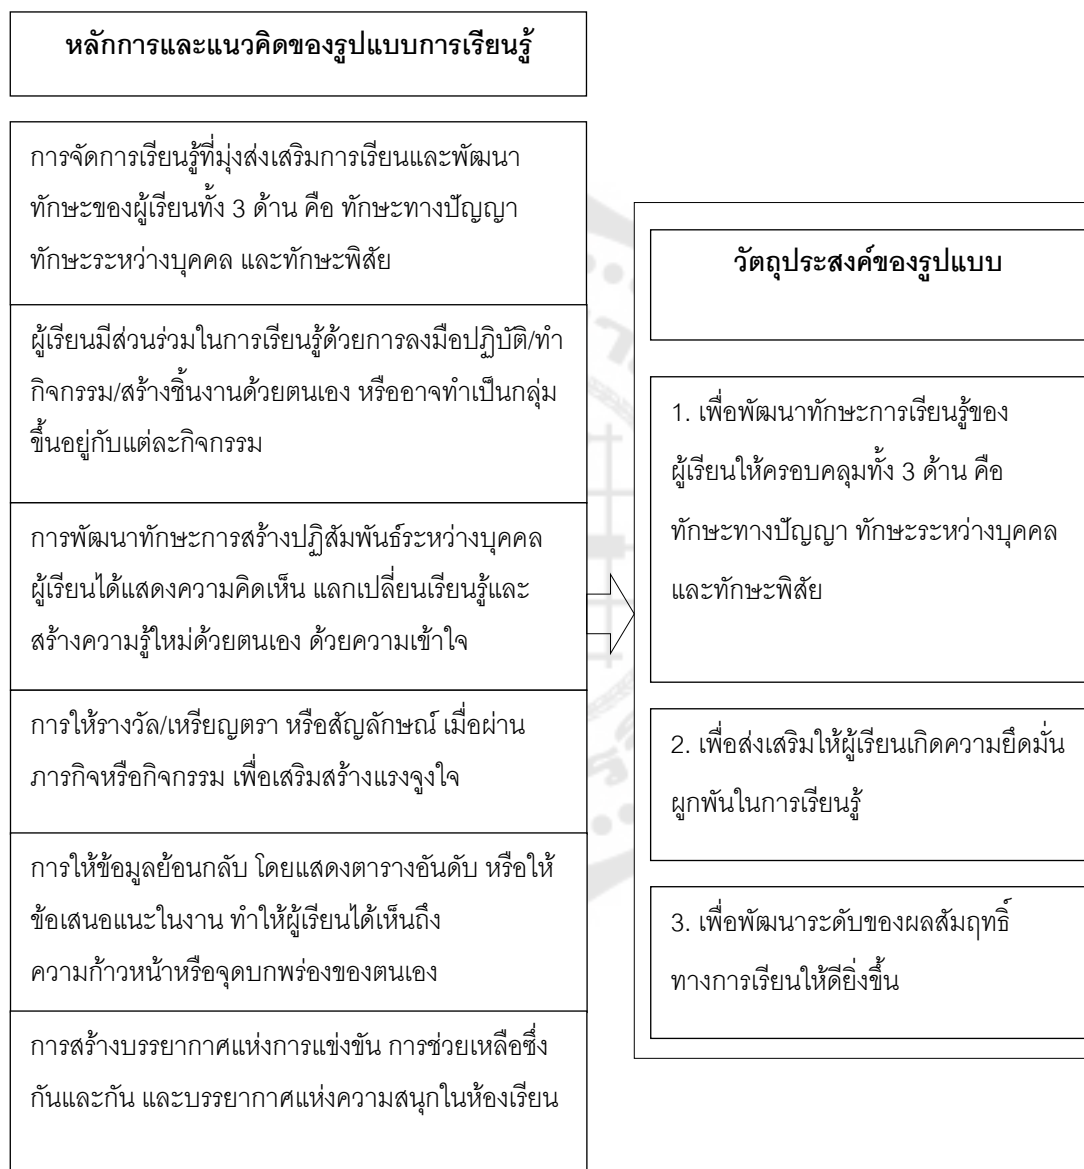 หลักการและแนวคิดของรูปแบบการเรียนรู้
การจัดการเรียนรู้ที่มุ่งส่งเสริมการเรียนและพัฒนา
ทักษะของผู้เรียนทั้ง 3 ด้าน คือ ทักษะทางปัญญา
ทักษะระหว่างบุคคล และทักษะพิสัย
ผู้เรียนมีส่วนร่วมในการเรียนรู้ด้วยการลงมือปฏิบัติ/ทำ
กิจกรรม/สร้างชิ้นงานด้วยตนเอง หรืออาจทำเป็นกลุ่ม
ขึ้นอยู่กับแต่ละกิจกรรม
การพัฒนาทักษะการสร้างปฏิสัมพันธ์ระหว่างบุคคล
ผู้เรียนได้แสดงความคิดเห็น แลกเปลี่ยนเรียนรู้และ
สร้างความรู้ใหม่ด้วยตนเอง ด้วยความเข้าใจ
การให้รางวัล/เหรียญตรา หรือสัญลักษณ์ เมื่อผ่าน
ภารกิจหรือกิจกรรม เพื่อเสริมสร้างแรงจูงใจ
การให้ข้อมูลย้อนกลับ โดยแสดงตารางอันดับ หรือให้
ข้อเสนอแนะในงาน ทำให้ผู้เรียนได้เห็นถึง
ความก้าวหน้าหรือจุดบกพร่องของตนเอง
การสร้างบรรยากาศแห่งการแข่งขัน การช่วยเหลือซึ่ง
กันและกัน และบรรยากาศแห่งความสนุกในห้องเรียน
วัตถุประสงค์ของรูปแบบ
1. เพื่อพัฒนาทักษะการเรียนรู้ของ
ผู้เรียนให้ครอบคลุมทั้ง 3 ด้าน คือ
ทักษะทางปัญญา ทักษะระหว่างบุคคล
และทักษะพิสัย
2. เพื่อส่งเสริมให้ผู้เรียนเกิดความยึดมั่น
ผูกพันในการเรียนรู้
3. เพื่อพัฒนาระดับของผลสัมฤทธิ์
ทางการเรียนให้ดียิ่งขึ้น